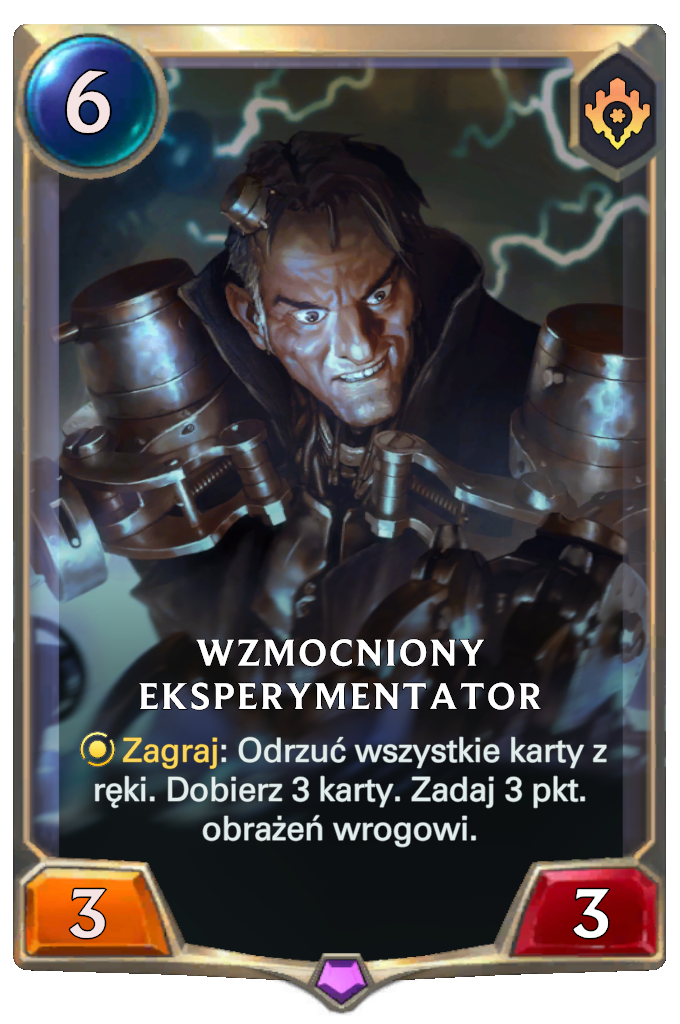 6
WZMOCNIONY
EKSPERYMENTATOR
Zagraj: Odrzuć wszystkie karty z
ręki. Dobierz 3 karty. Zadaj 3 pkt.
obrażeń wrogowi.
3
3